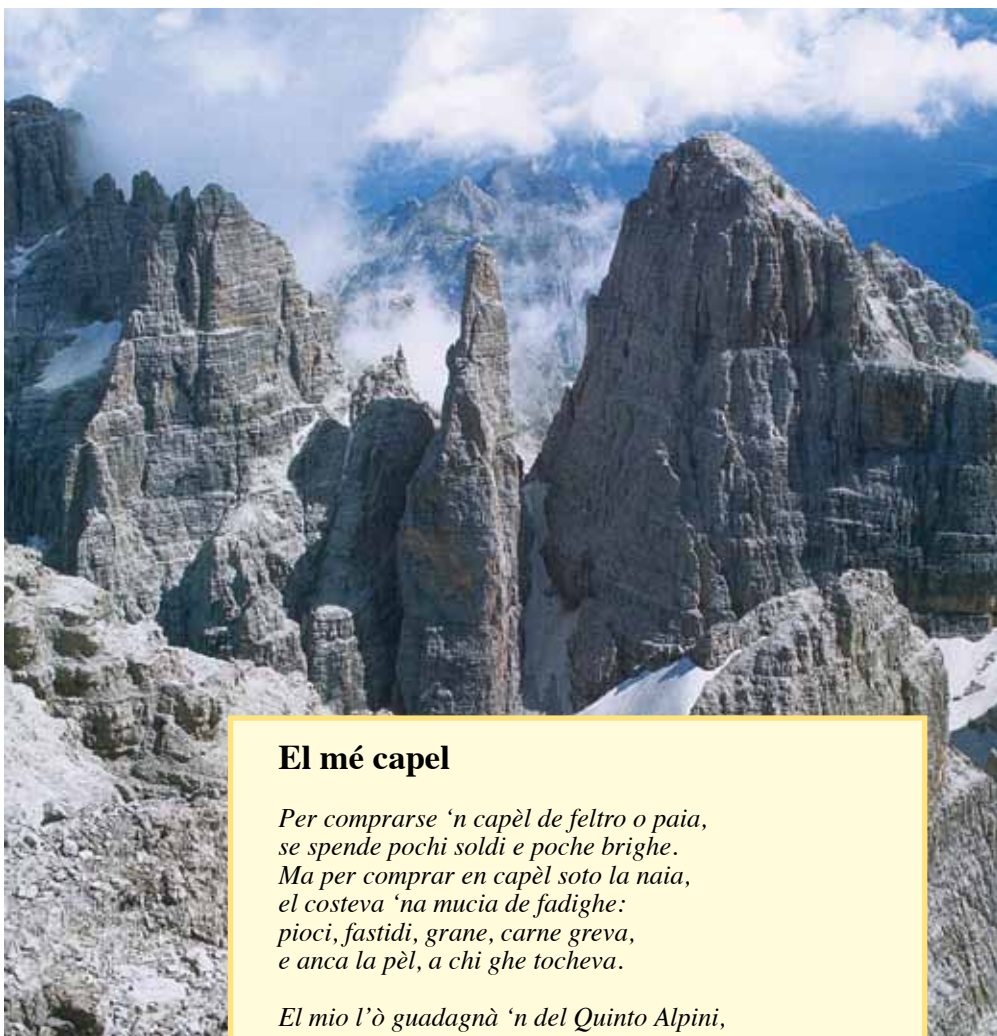 El mé capel
Per comprarse ‘n capèl de feltro o paia,
se spende pochi soldi e poche brighe.
Ma per comprar en capèl soto la naia,
el costeva ‘na mucia de fadighe:
pioci, fastidi, grane, carne greva,
e anca la pèl, a chi ghe tocheva.
El mio l’ò guadagnà ‘n del Quinto Alpini,